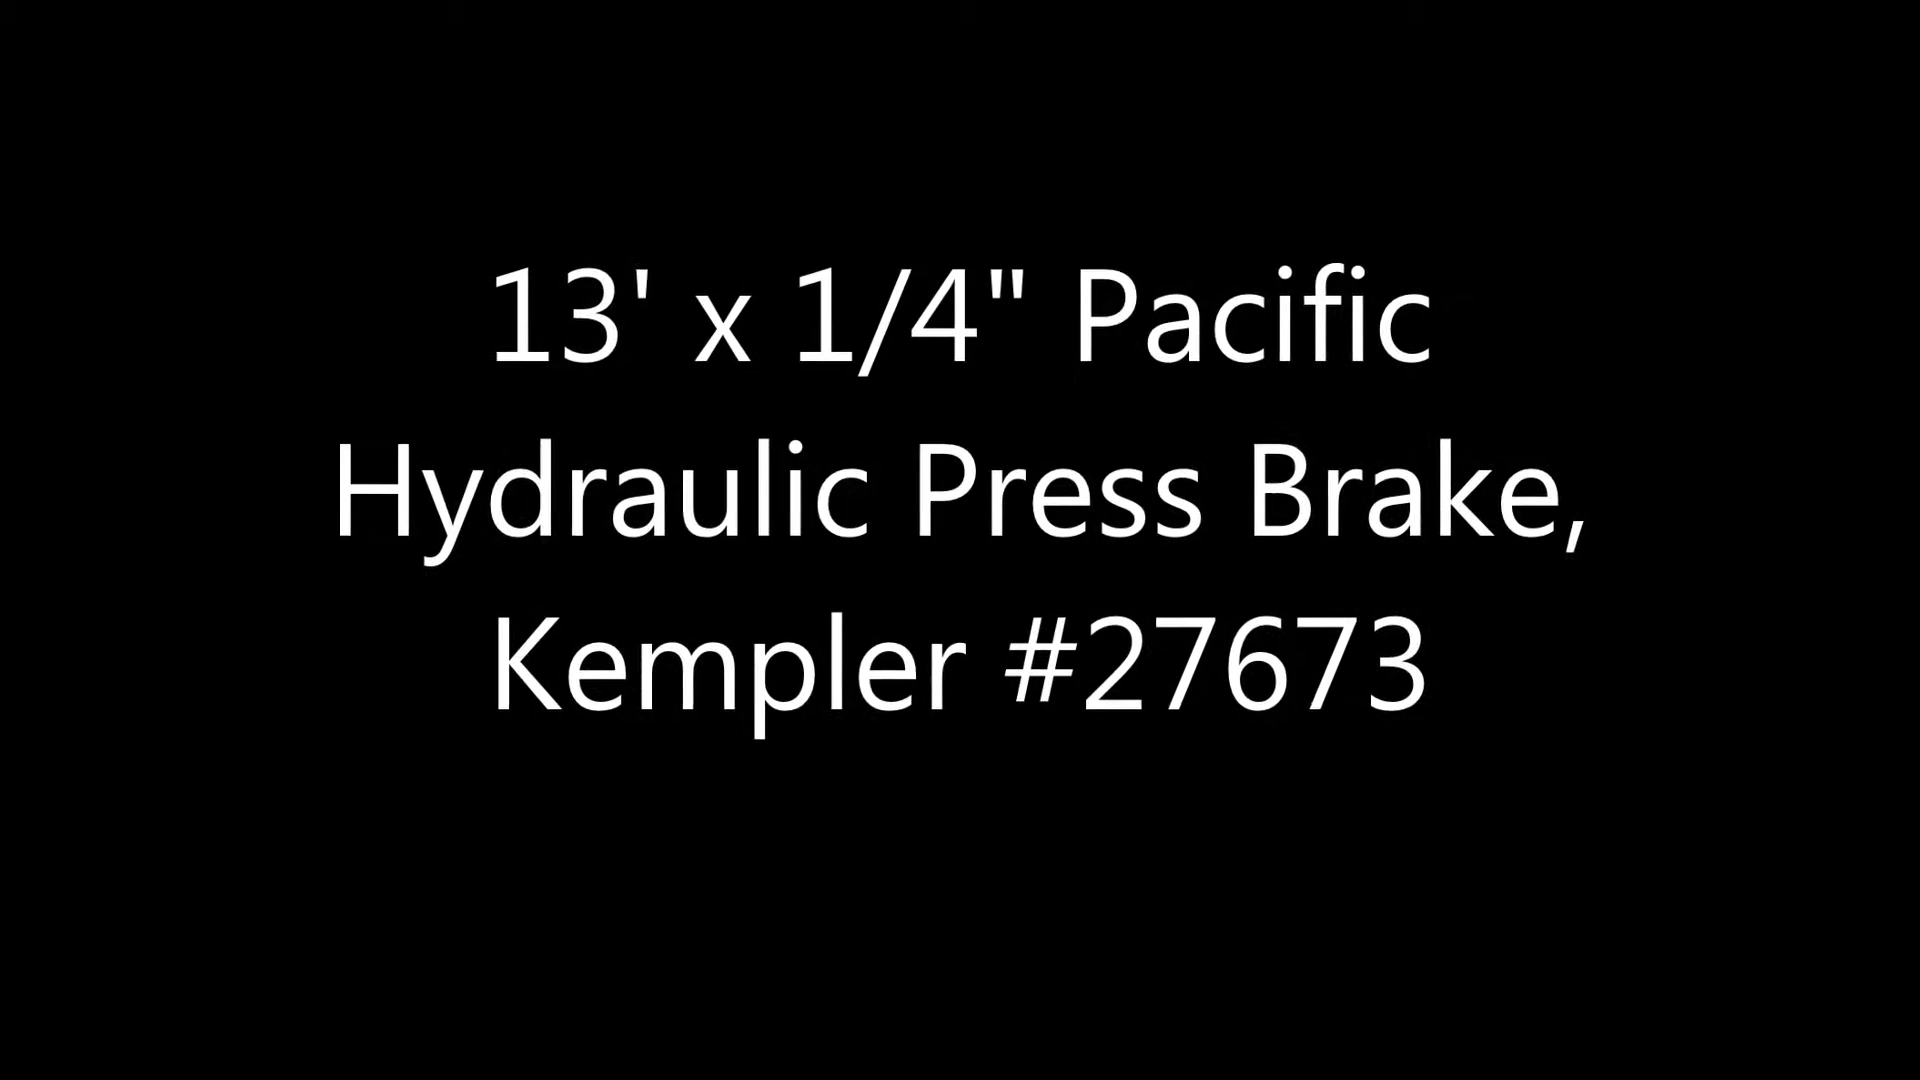 13' x 1/4" Pacific
Hydraulic Press Brake,
Kempler #27673